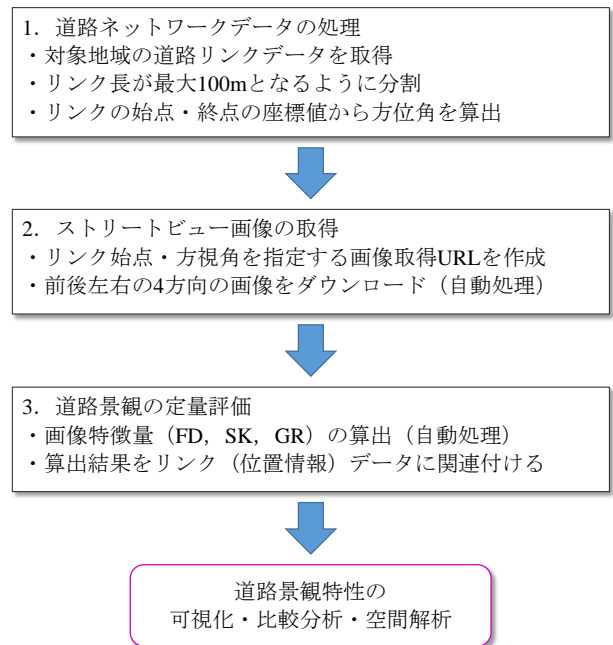 1. 道路ネットワークデータの処理
・対象地域の道路リンクデータを取得
・リンク長が最大100mとなるように分割
・リンクの始点・終点の座標値から方位角を算出
2. ストリートビュー画像の取得
・リンク始点・方視角を指定する画像取得URLを作成
・前後左右の4方向の画像をダウンロード（自動処理）
3. 道路景観の定量評価
・画像特徴量（FD，SK，GR）の算出（自動処理）
・算出結果をリンク（位置情報）データに関連付ける
道路景観特性の
可視化・比較分析・空間解析